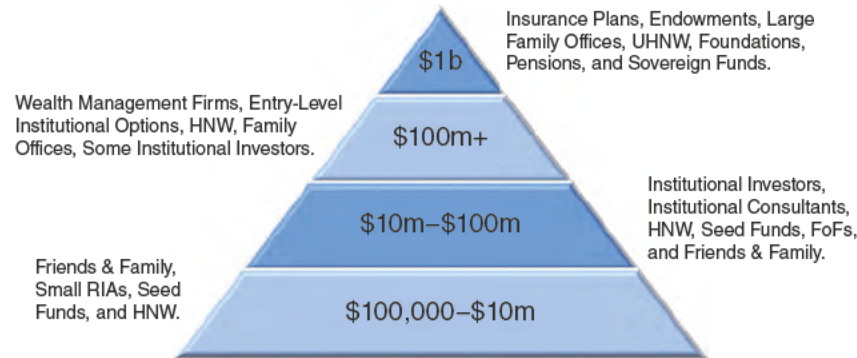 Insurance Plans, Endowments, Large
Family Offices, UHNW, Foundations,
Pensions, and Sovereign Funds.
$1b
Wealth Management Firms, Entry-Level
Institutional Options, HNW, Family
Offices, Some Institutional Investors.
$100m+
Institutional Investors,
Institutional Consultants,
HNW, Seed Funds, FoFs,
and Friends & Family.
$10m–$100m
Friends & Family,
Small RIAs, Seed
Funds, and HNW.
$100,000–$10m